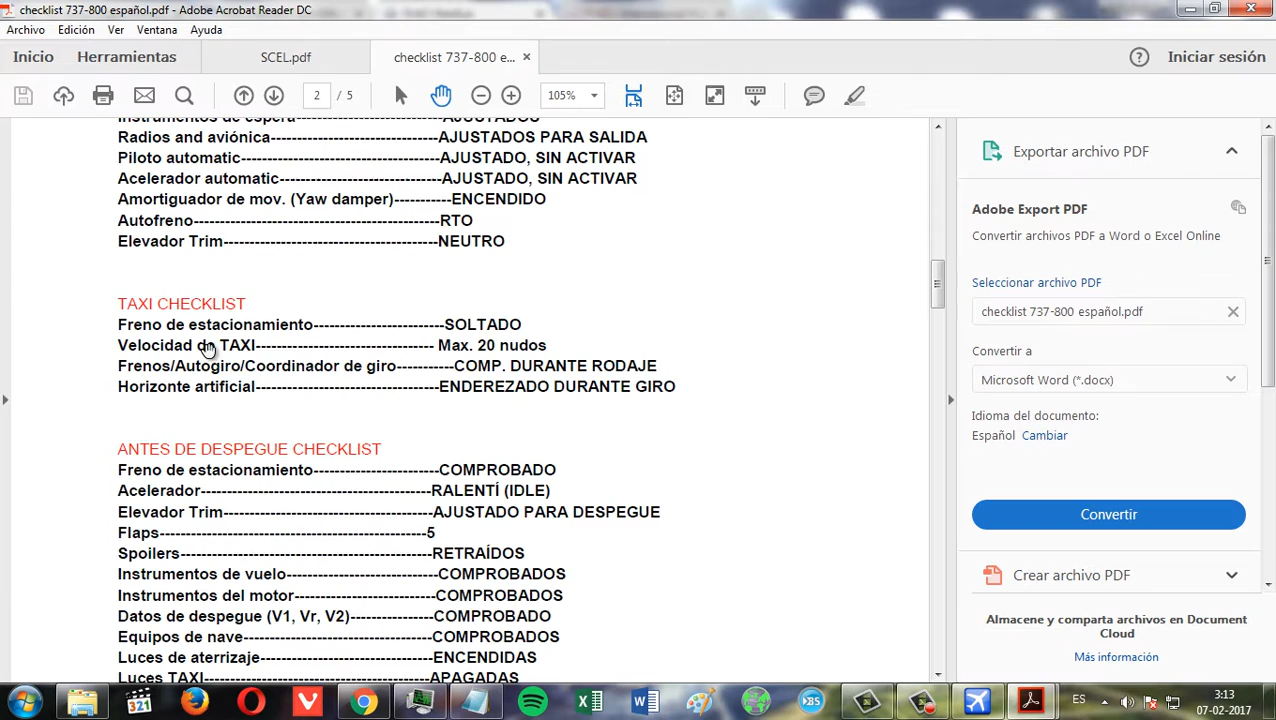 checklist 737-800 español.pdf - Adobe Acrobat Reader DC
Archivo Edición Ver Ventana Ayuda
Inicio Herramientas SCEL.pdf checklist 737-800 e... × ? Iniciar sesión
2 / 5 105%
Instrumentos de espera---------------------------AJUSTADOS
Radios and aviónica--------------------------------AJUSTADOS PARA SALIDA
Piloto automatic--------------------------------------AJUSTADO, SIN ACTIVAR
Acelerador automatic-------------------------------AJUSTADO, SIN ACTIVAR
Amortiguador de mov. (Yaw damper)-----------ENCENDIDO
Autofreno-----------------------------------------------RTO
Elevador Trim-----------------------------------------NEUTRO
TAXI CHECKLIST
Freno de estacionamiento-------------------------SOLTADO
Velocidad de TAXI---------------------------------- Max. 20 nudos
Frenos/Autogiro/Coordinador de giro-----------COMP. DURANTE RODAJE
Horizonte artificial-----------------------------------ENDEREZADO DURANTE GIRO
ANTES DE DESPEGUE CHECKLIST
Freno de estacionamiento------------------------COMPROBADO
Acelerador--------------------------------------------RALENTÍ (IDLE)
Elevador Trim----------------------------------------AJUSTADO PARA DESPEGUE
Flaps---------------------------------------------------5
Spoilers------------------------------------------------RETRAÍDOS
Instrumentos de vuelo-----------------------------COMPROBADOS
Instrumentos del motor---------------------------COMPROBADOS
Datos de despegue (V1, Vr, V2)----------------COMPROBADO
Equipos de nave------------------------------------COMPROBADOS
Luces de aterrizaje---------------------------------ENCENDIDAS
Luces TAXI-------------------------------------------APAGADAS
Exportar archivo PDF
Adobe Export PDF
Convertir archivos PDF a Word o Excel Online
Seleccionar archivo PDF
checklist 737-800 español.pdf
Convertir a
Microsoft Word (*.docx)
Idioma del documento:
Español Cambiar
Convertir
Crear archivo PDF
Almacene y comparta archivos en Document
Cloud
Más información
321
ES
3:13
07-02-2017